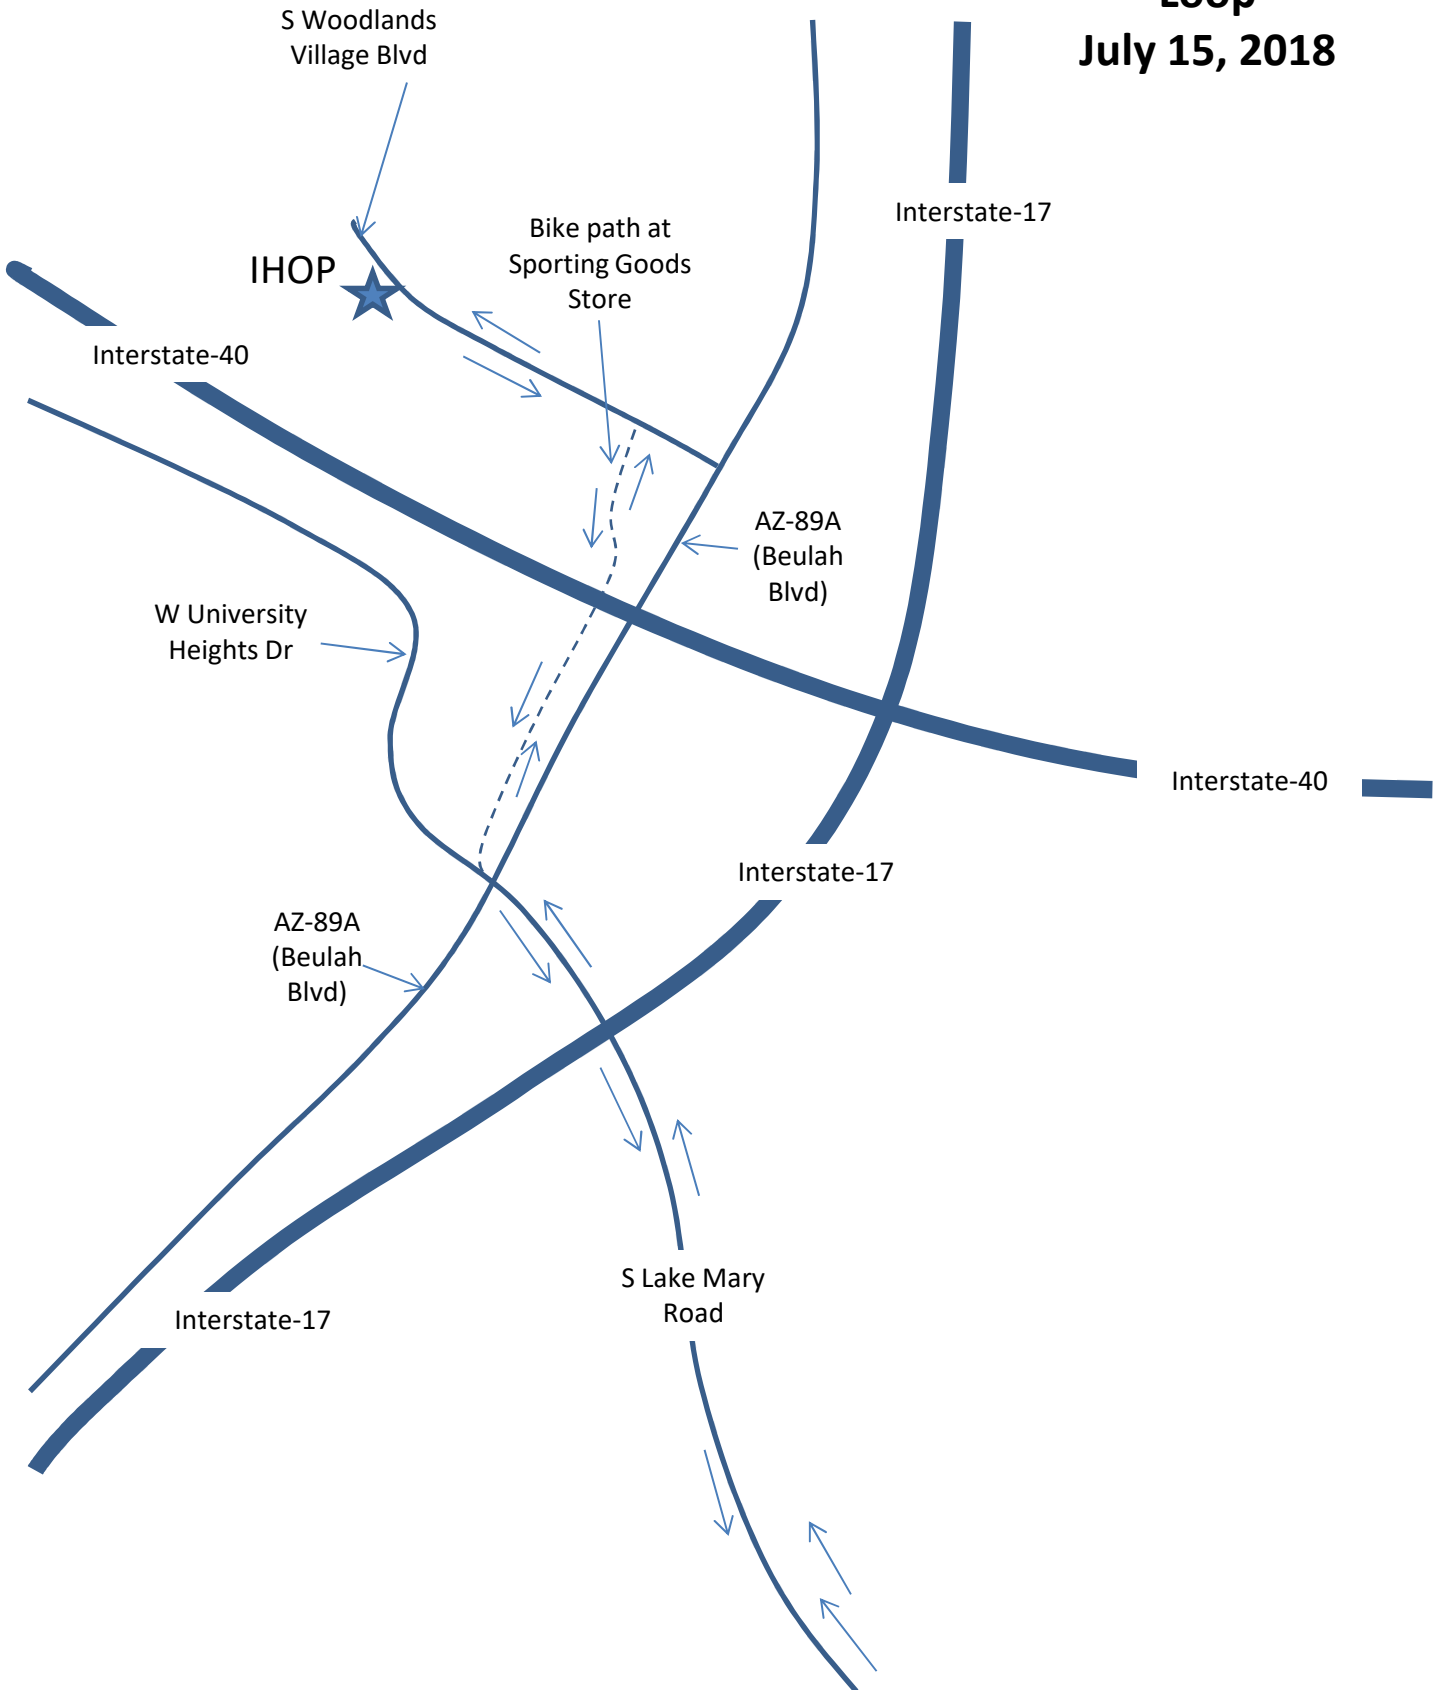 Loop
July 15, 2018
S Woodlands
Village Blvd
Interstate-17
Bike path at
Sporting Goods
Store
IHOP
Interstate-40
AZ-89A
(Beulah
Blvd)
W University
Heights Dr
Interstate-40
Interstate-17
AZ-89A
(Beulah
Blvd)
S Lake Mary
Road
Interstate-17